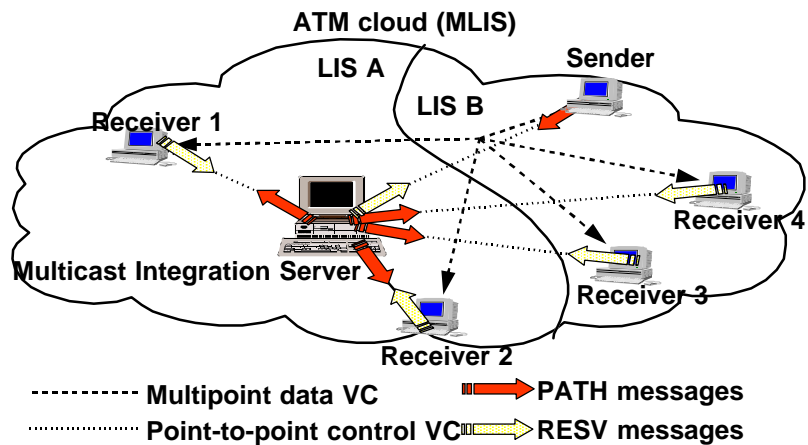 ATM cloud (MLIS)
Sender
LIS A
LIS B
Receiver 1
Receiver 4
Multicast Integration Server
Receiver 3
Receiver 2
Multipoint data VC
PATH messages
Point-to-point control VC
RESV messages